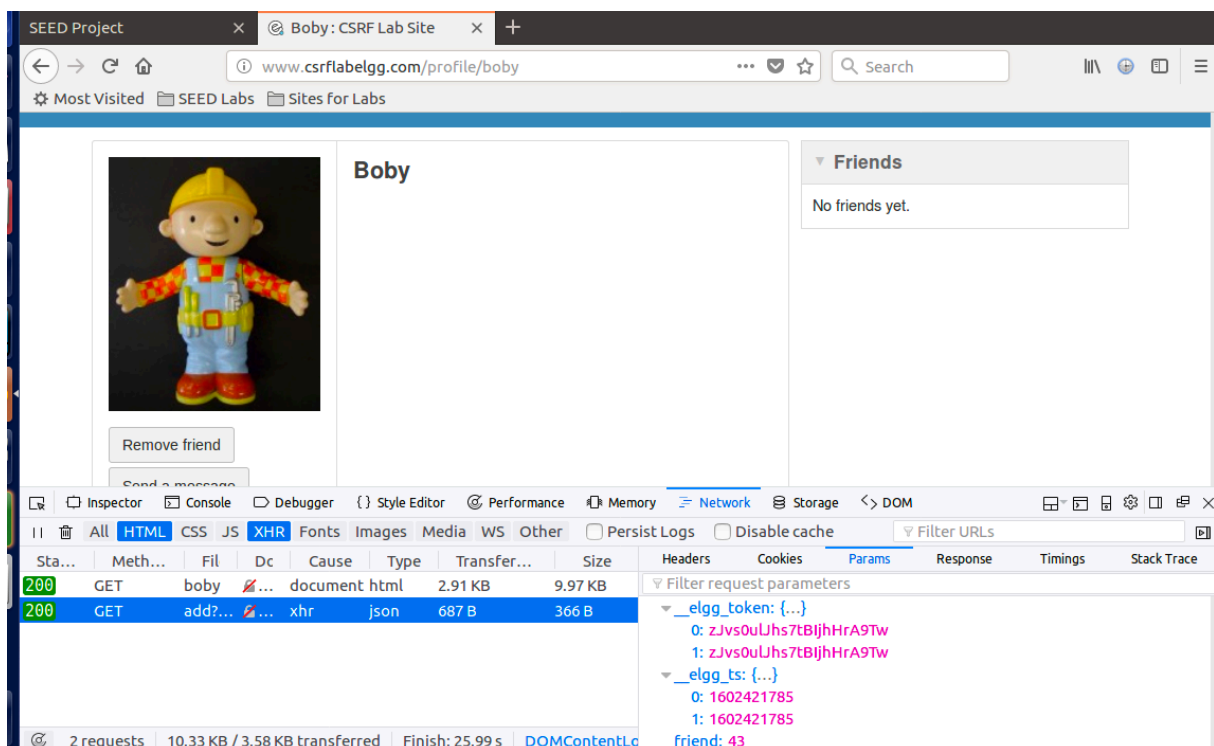 SEED Project × Boby : CSRF Lab Site × +
www.csrflabelgg.com/profile/boby ••• Search
Most Visited SEED Labs Sites for Labs
Boby
Friends
No friends yet.
Remove friend
Send a message
Inspector Console Debugger {} Style Editor Performance Memory Network Storage DOM
All HTML CSS JS XHR Fonts Images Media WS Other Persist Logs Disable cache Filter URLs
Sta... Meth... Fil Dc Cause Type Transfer... Size Headers Cookies Params Response Timings Stack Trace
200 GET boby ... document html 2.91 KB 9.97 KB
Filter request parameters
200 GET add?... ... xhr json 687 B 366 B
__elgg_token: {...}
0: zJvs0ulJhs7tBIjhHrA9Tw
1: zJvs0ulJhs7tBIjhHrA9Tw
__elgg_ts: {...}
0: 1602421785
1: 1602421785
friend: 43
2 requests 10.33 KB / 3.58 KB transferred Finish: 25.99 s DOMContentLo